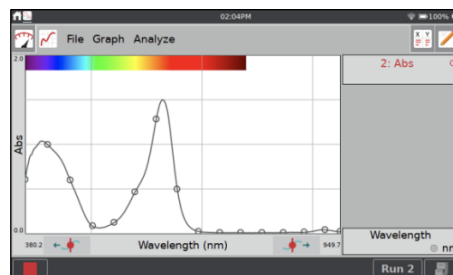 02:04PM
100%
File Graph Analyze
X Y
2.0
2: Abs
Abs
0.0
380.2
Wavelength (nm)
949.7
Wavelength
Run 2